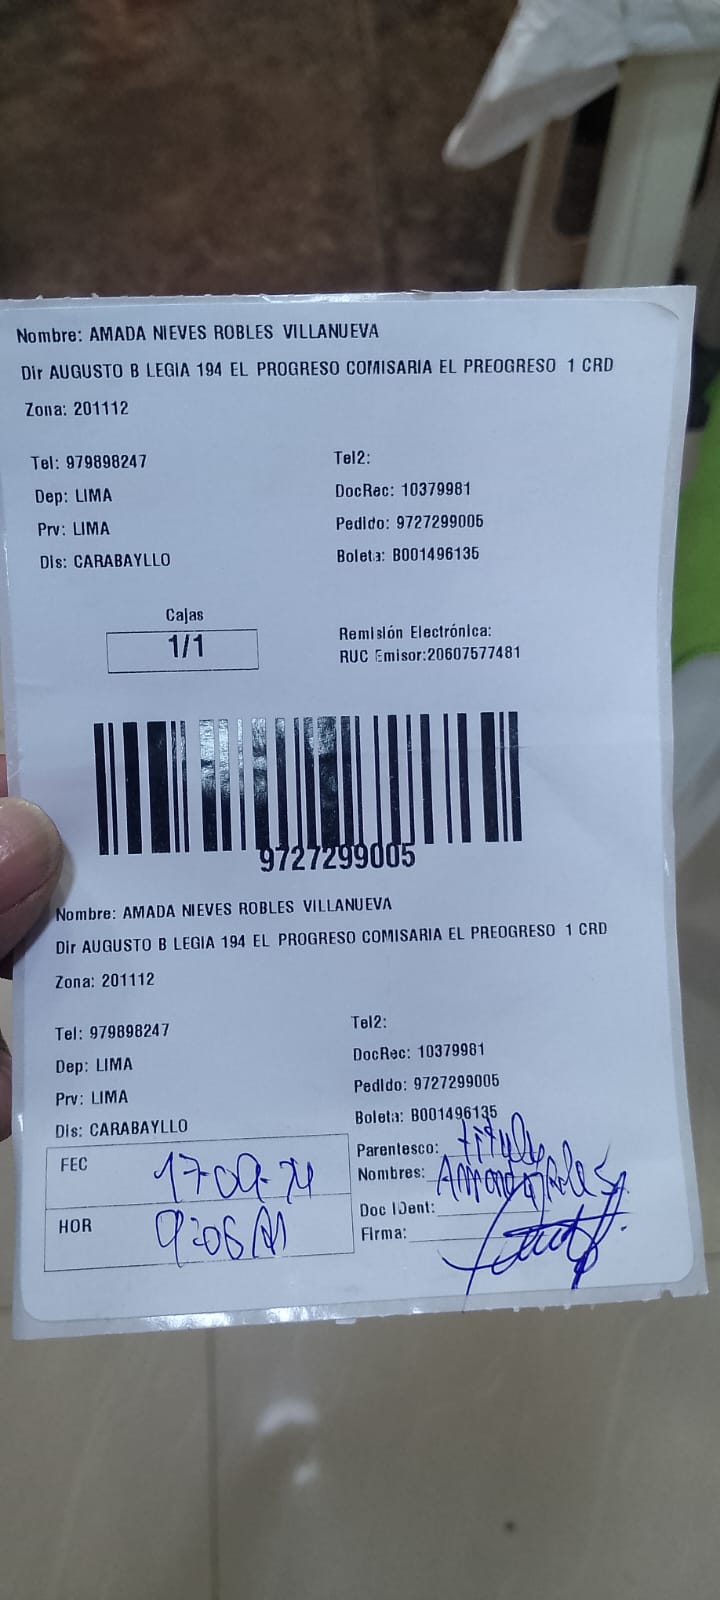 Nombre: AMADA NIEVES ROBLES VILLANUEVA
Dir AUGUSTO B LEGIA 194 EL PROGRESO COMISARIA EL PREOGRESO 1 CRD
Zona: 201112
Tel: 979898247 Tel2:
Dep: LIMA DocRec: 10379981
Prv: LIMA Pedido: 9727299005
Dis: CARABAYLLO Boleta: B001496135
Cajas
1/1
Remisión Electrónica:
RUC Emisor:20607577481
9727299005
Nombre: AMADA NIEVES ROBLES VILLANUEVA
Dir AUGUSTO B LEGIA 194 EL PROGRESO COMISARIA EL PREOGRESO 1 CRD
Zona: 201112
Tel: 979898247 Tel2:
Dep: LIMA DocRec: 10379981
Prv: LIMA Pedido: 9727299005
Dis: CARABAYLLO Boleta: B001496135
FEC 17-09-24 Parentesco:
Nombres:
HOR 9:06 AM Doc IDent:
Firma: